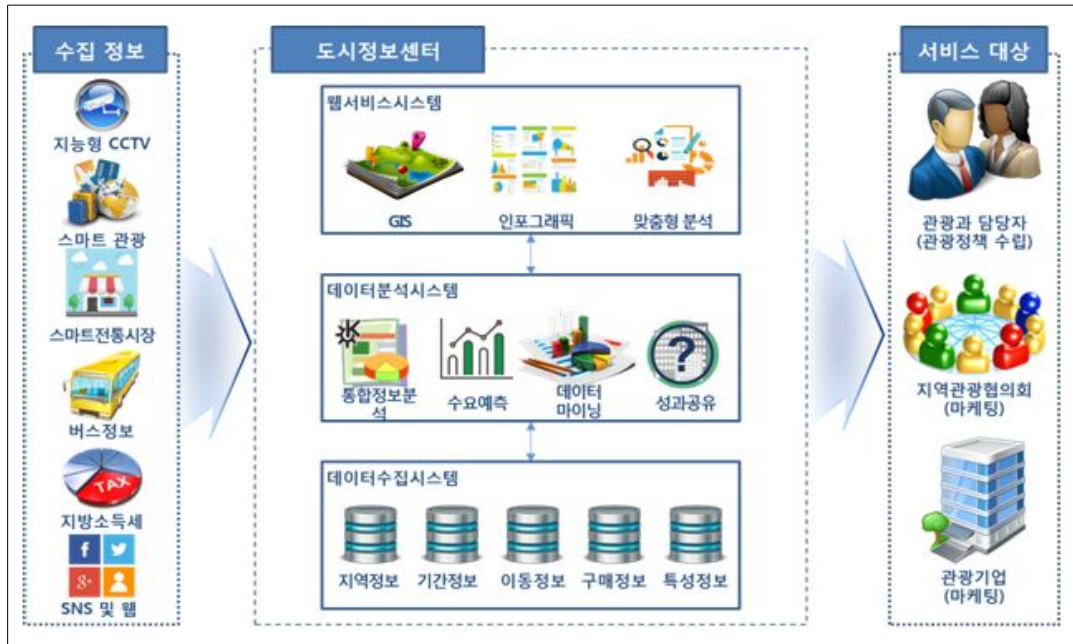 수집 정보
지능형 CCTV
스마트 관광
스마트전통시장
버스정보
TAX
지방소득세
f
g+
SNS 및 웹
도시정보센터
웹서비스시스템
GIS
인포그래픽
맞춤형 분석
데이터분석시스템
통합정보분
석
수요예측
데이터
마이닝
?
성과공유
데이터수집시스템
지역정보
기간정보
이동정보
구매정보
특성정보
서비스 대상
관광과 담당자
(관광정책 수립)
지역관광협의회
(마케팅)
관광기업
(마케팅)